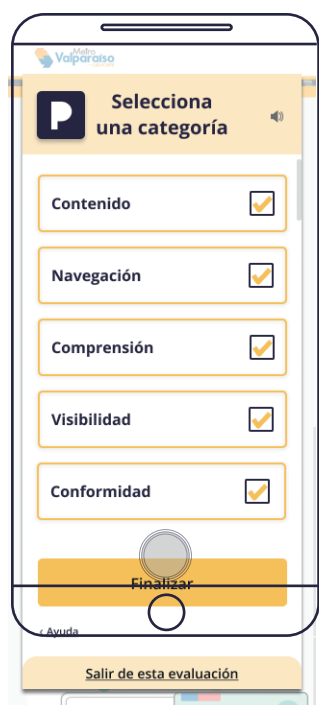 Metro
Valparaíso
P
Selecciona
una categoría
Contenido
Navegación
Comprensión
Visibilidad
Conformidad
Finalizar
‹ Ayuda
Salir de esta evaluación